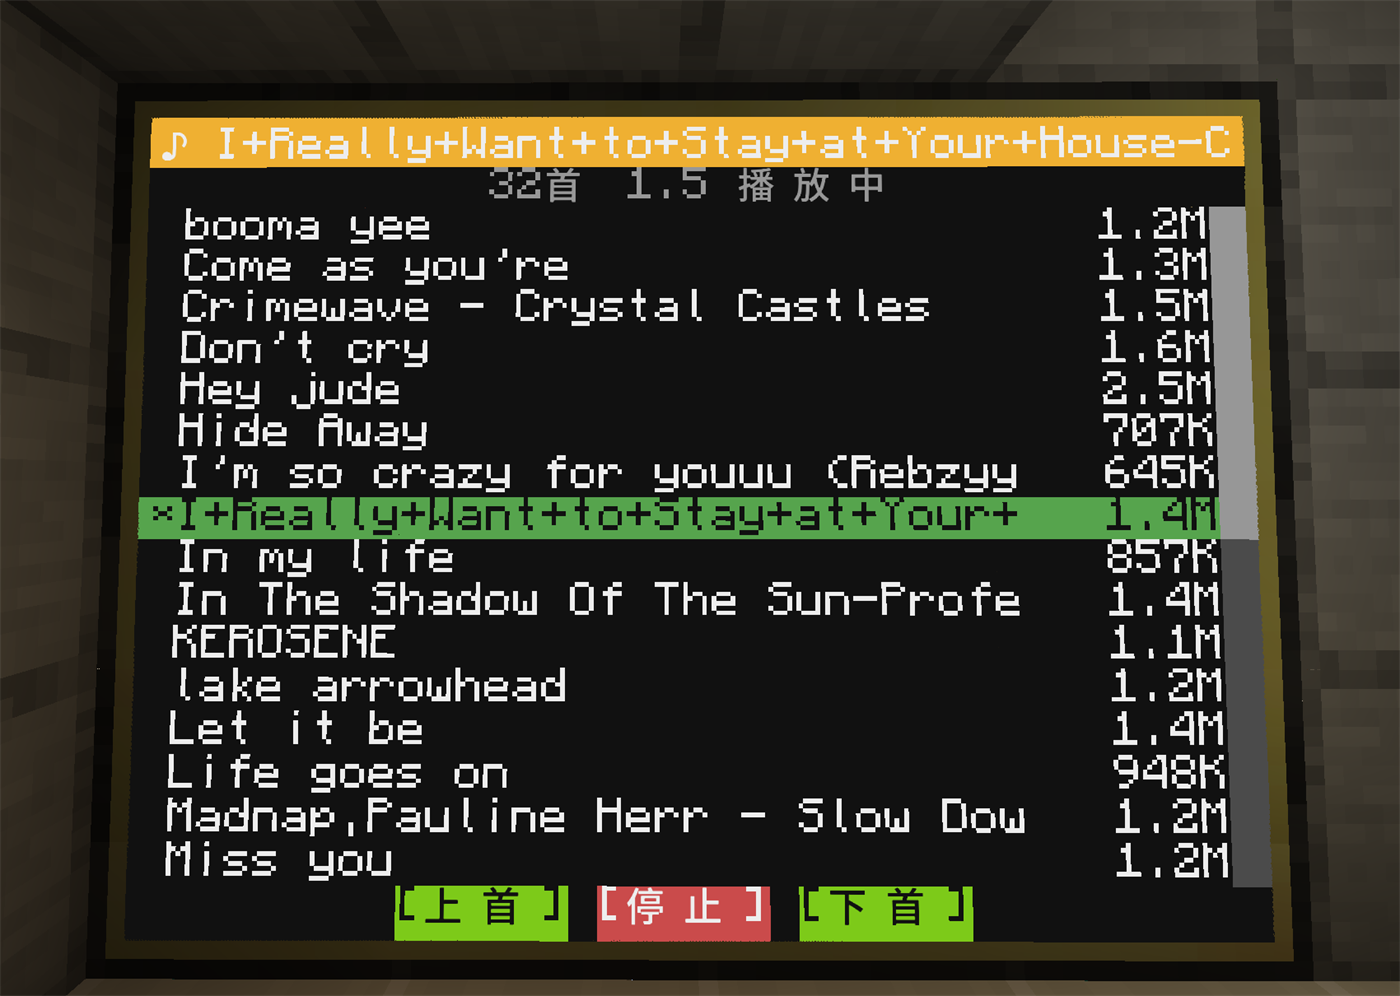 ♪ I+Really+Want+to+Stay+at+Your+House-C
32首 1.5 播放中
booma yee 1.2M
Come as you're 1.3M
Crimewave - Crystal Castles 1.5M
Don't cry 1.6M
Hey jude 2.5M
Hide Away 707K
I'm so crazy for youuu (Rebzyy 645K
×I+Really+Want+to+Stay+at+Your+ 1.4M
In my life 857K
In The Shadow Of The Sun-Profe 1.4M
KEROSENE 1.1M
lake arrowhead 1.2M
Let it be 1.4M
Life goes on 948K
Madnap,Pauline Herr - Slow Dow 1.2M
Miss you 1.2M
[上首] [停止] [下首]